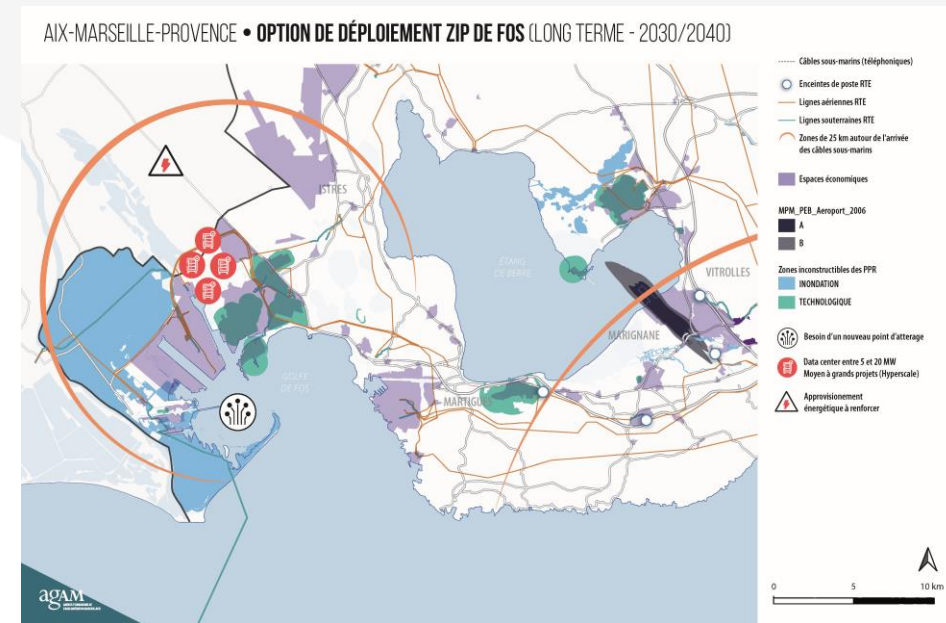 AIX-MARSEILLE-PROVENCE • OPTION DE DÉPLOIEMENT ZIP DE FOS (LONG TERME - 2030/2040)
Câbles sous-marins (téléphoniques)
Enceintes de poste RTE
Lignes aériennes RTE
Lignes souterraines RTE
Zones de 25 km autour de l'arrivée
des câbles sous-marins
Espaces économiques
MPM_PEB_Aeroport_2006
A
B
Zones inconstructibles des PPR
INONDATION
TECHNOLOGIQUE
Besoin d'un nouveau point d'atterage
Data center entre 5 et 20 MW
Moyen à grands projets (Hyperscale)
Approvisionement
énergétique à renforcer
ISTRES
ÉTANG
DE BERRE
VITROLLES
MARIGNANE
GOLFE
DE FOS
MARTIGUES
agAM
0 5 10 km